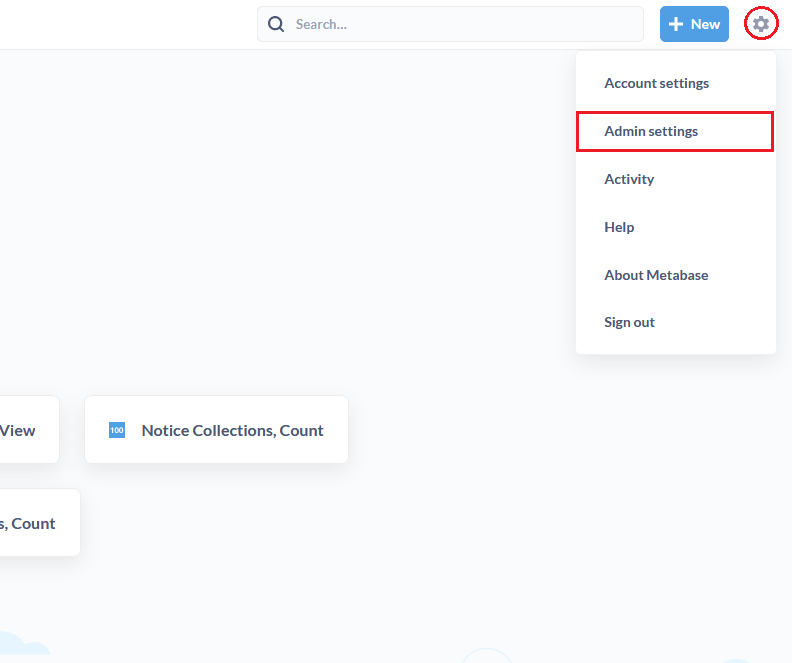 Search...
New
Account settings
Admin settings
Activity
Help
About Metabase
Sign out
View
100 Notice Collections, Count
s, Count